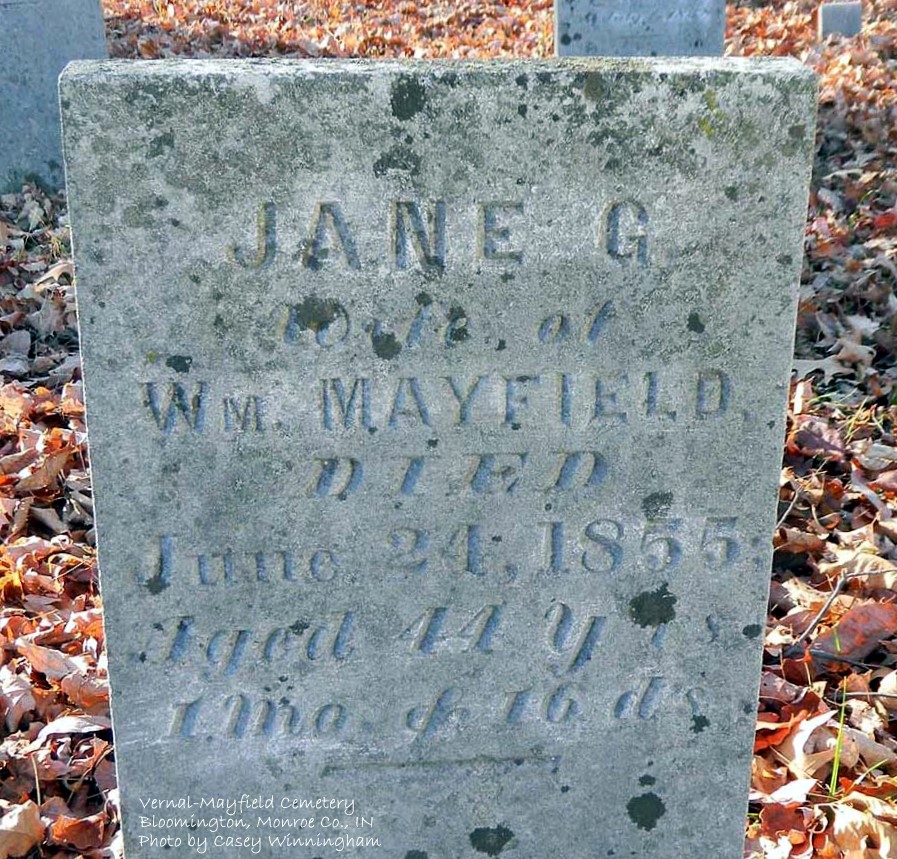 JANE G
Wife of
WM. MAYFIELD,
DIED
June 24, 1855,
Aged 44 Y'rs
1 Mo. & 16 d's
Vernal-Mayfield Cemetery
Bloomington, Monroe Co., IN
Photo by Casey Winningham